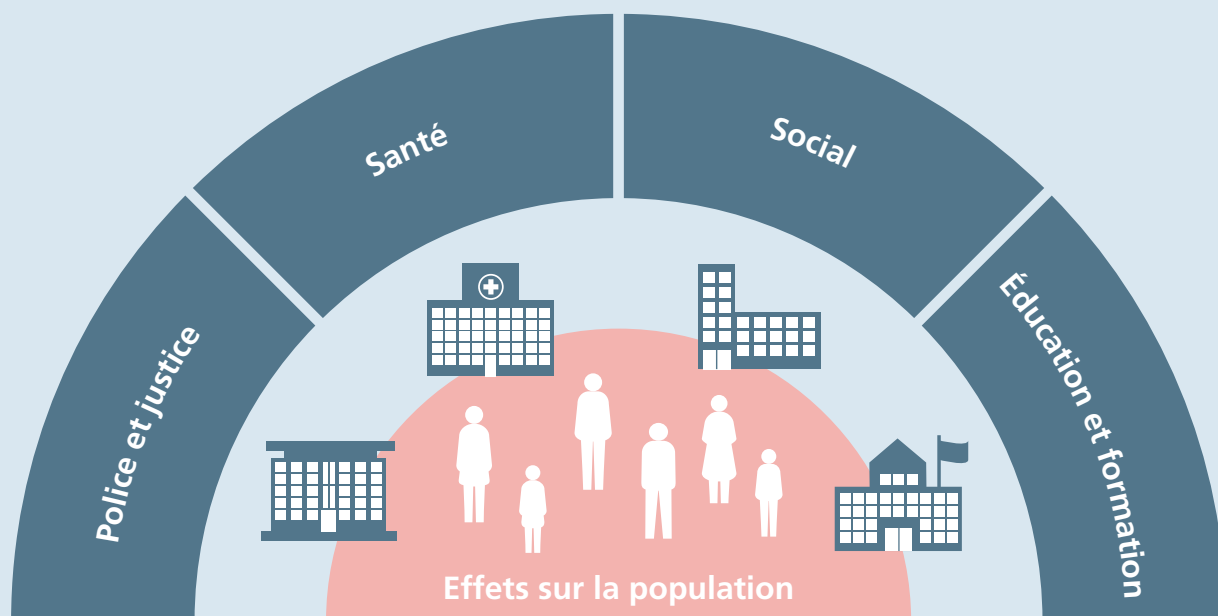 Police et justice
Santé
Social
Éducation et formation
Effets sur la population